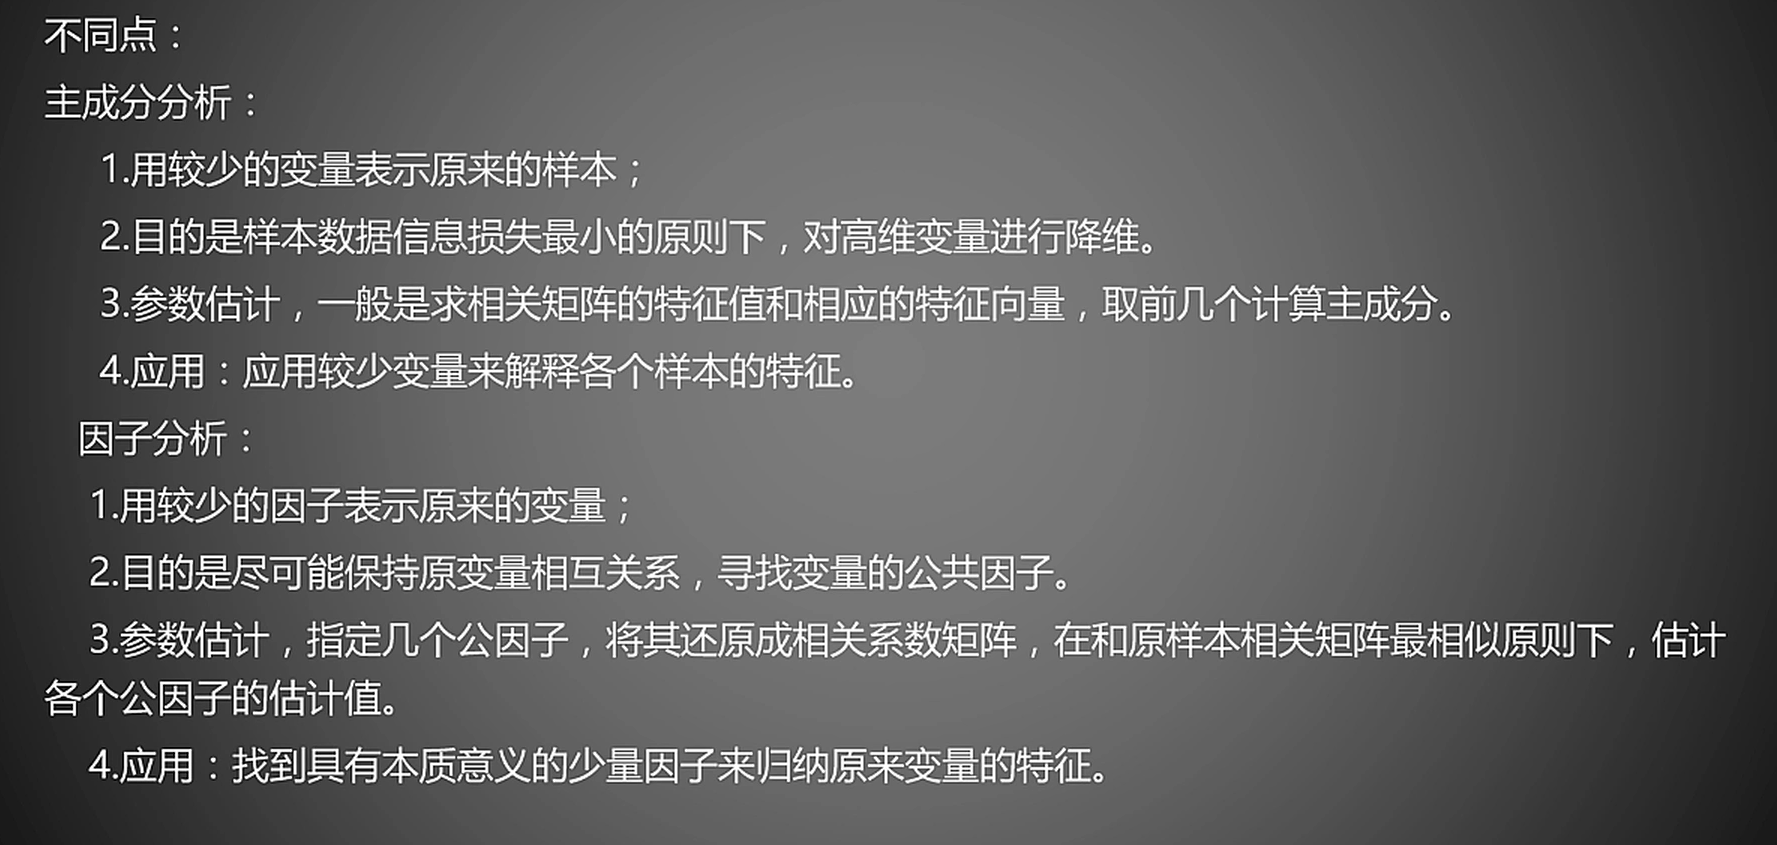 不同点：
主成分分析：
1.用较少的变量表示原来的样本；
2.目的是样本数据信息损失最小的原则下，对高维变量进行降维。
3.参数估计，一般是求相关矩阵的特征值和相应的特征向量，取前几个计算主成分。
4.应用：应用较少变量来解释各个样本的特征。
因子分析：
1.用较少的因子表示原来的变量；
2.目的是尽可能保持原变量相互关系，寻找变量的公共因子。
3.参数估计，指定几个公因子，将其还原成相关系数矩阵，在和原样本相关矩阵最相似原则下，估计
各个公因子的估计值。
4.应用：找到具有本质意义的少量因子来归纳原来变量的特征。